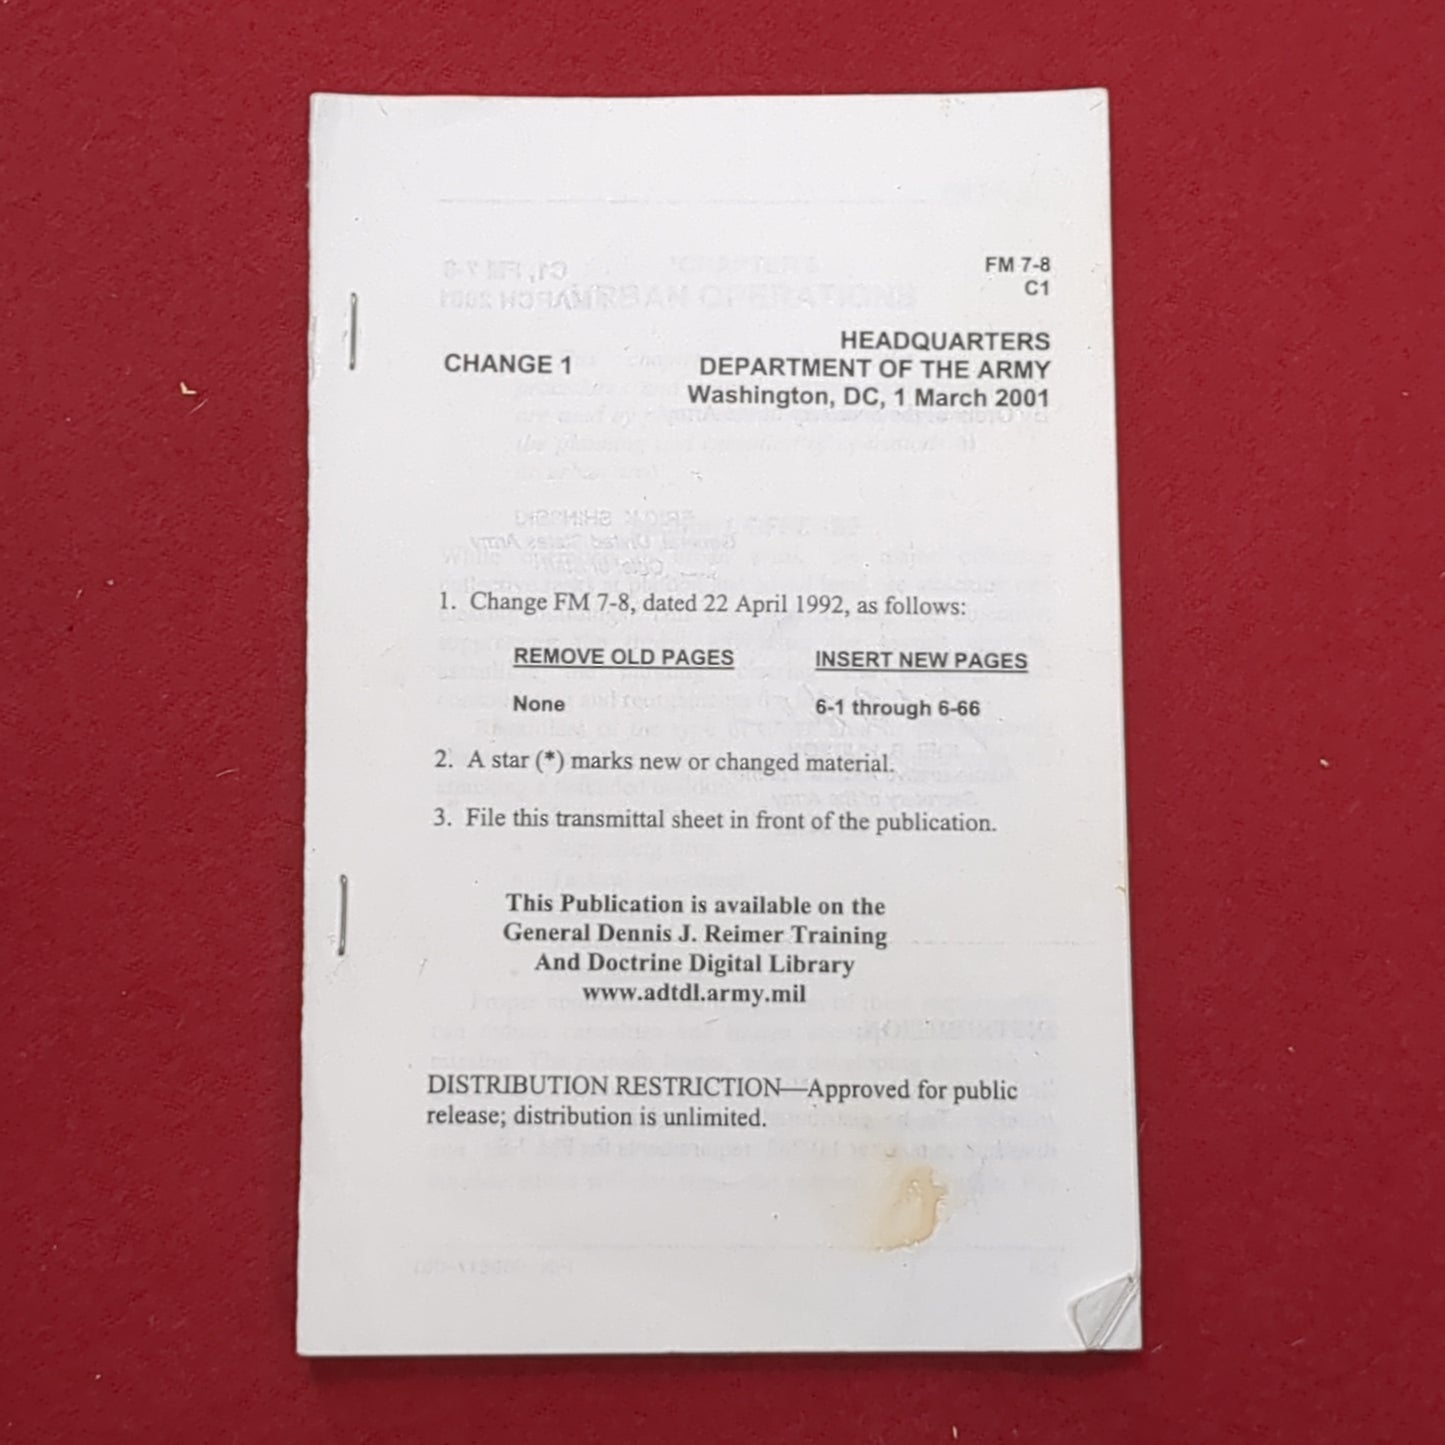 FM 7-8
C1
HEADQUARTERS
CHANGE 1 DEPARTMENT OF THE ARMY
Washington, DC, 1 March 2001
1. Change FM 7-8, dated 22 April 1992, as follows:
REMOVE OLD PAGES INSERT NEW PAGES
None 6-1 through 6-66
2. A star (*) marks new or changed material.
3. File this transmittal sheet in front of the publication.
This Publication is available on the
General Dennis J. Reimer Training
And Doctrine Digital Library
www.adtdl.army.mil
DISTRIBUTION RESTRICTION—Approved for public
release; distribution is unlimited.